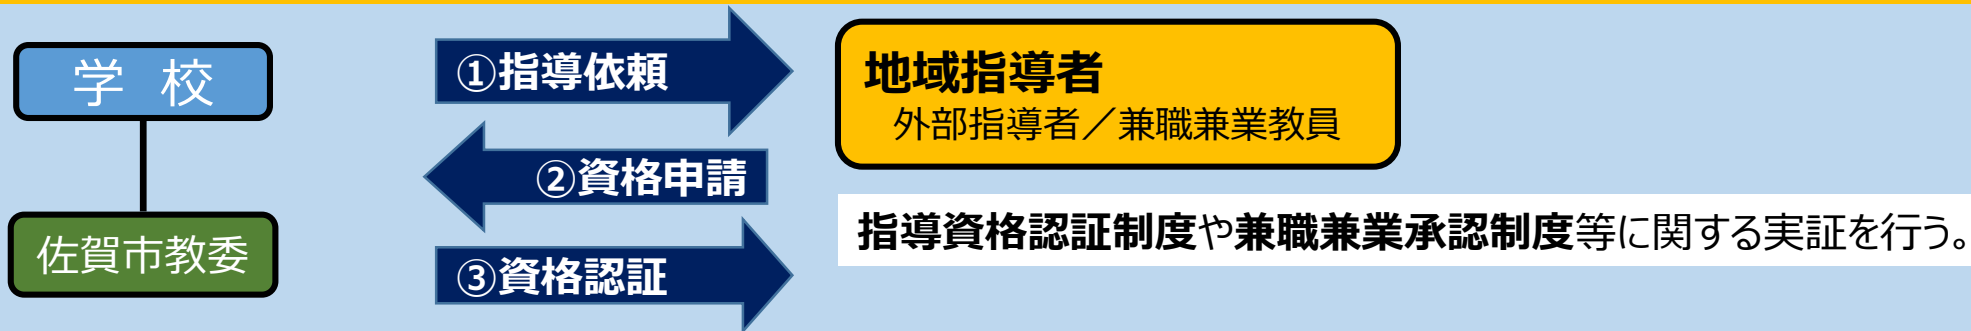 学 校
佐賀市教委
①指導依頼
②資格申請
③資格認証
地域指導者
外部指導者／兼職兼業教員
指導資格認証制度や兼職兼業承認制度等に関する実証を行う。